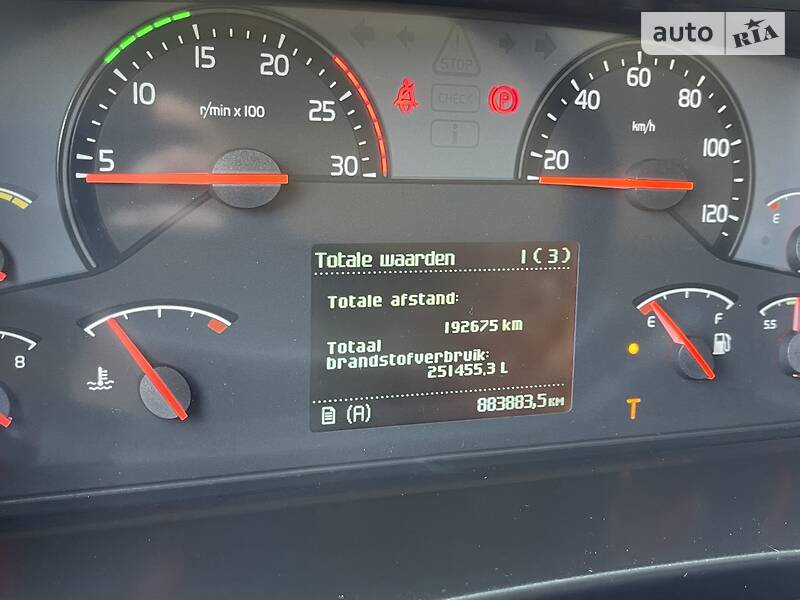 auto RIA
5 10 15 20 25 30
r/min x 100
STOP
CHECK
i
P
20 40 60 80 100 120
km/h
E
8
Totale waarden 1(3)
Totale afstand:
192675 km
Totaal
brandstofverbruik:
251455.3 L
(A) 883883,5 KM
E F
T
55